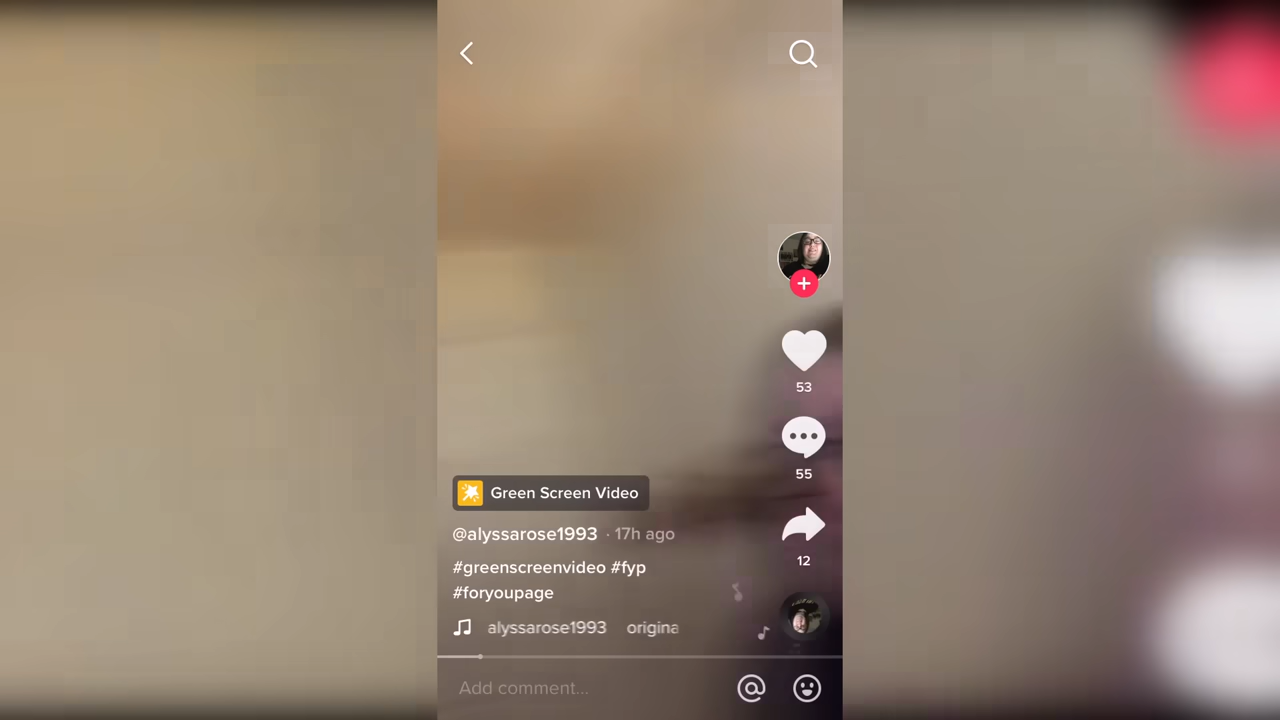 53
55
Green Screen Video
@alyssarose1993 · 17h ago
12
#greenscreenvideo #fyp
#foryoupage
alyssarose1993 origina
Add comment...